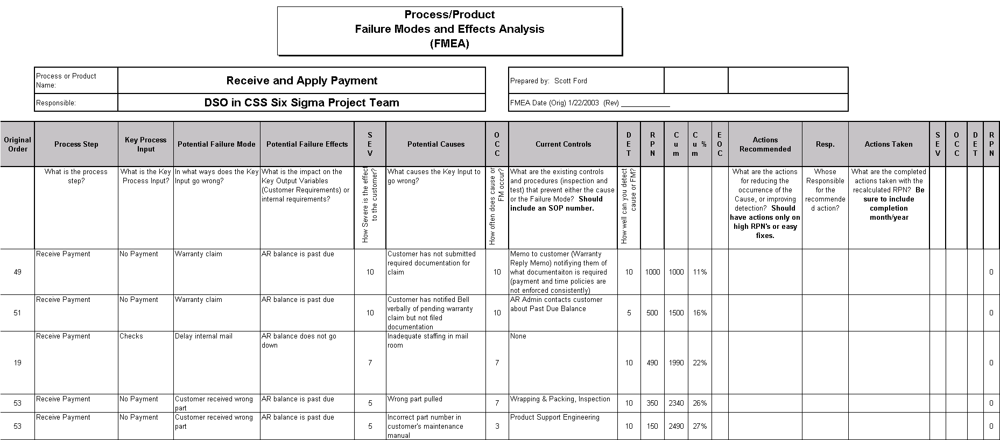 Process/Product
Failure Modes and Effects Analysis
(FMEA)
Process or Product
Name:
Receive and Apply Payment
Prepared by: Scott Ford
Responsible:
DSO in CSS Six Sigma Project Team
FMEA Date (Orig) 1/22/2003 (Rev) _____________
Original
Order
Process Step
Key Process
Input
Potential Failure Mode
Potential Failure Effects
S
E
V
Potential Causes
O
C
C
Current Controls
D
E
T
R
P
N
C
u
m
C
u %
m
E
O
C
Actions
Recommended
Resp.
Actions Taken
S
E
V
O
C
C
D
E
T
R
P
N
What is the process
step?
What is the Key
Process Input?
In what ways does the Key
Input go wrong?
What is the impact on the
Key Output Variables
(Customer Requirements) or
internal requirements?
How Severe is the effect
to the customer?
What causes the Key Input to
go wrong?
How often does cause or
FM occur?
What are the existing controls
and procedures (inspection and
test) that prevent either the cause
or the Failure Mode? Should
include an SOP number.
How well can you detect
cause or FM?
What are the actions
for reducing the
occurrence of the
Cause, or improving
detection? Should
have actions only on
high RPN's or easy
fixes.
Whose
Responsible
for the
recommende
d action?
What are the completed
actions taken with the
recalculated RPN? Be
sure to include
completion
month/year
49
Receive Payment
No Payment
Warranty claim
AR balance is past due
10
Customer has not submitted
required documentation for
claim
10
Memo to customer (Warranty
Reply Memo) notifiying them of
what documentaiton is required
(payment and time policies are
not enforced consistently)
10
1000
1000
11%
0
51
Receive Payment
No Payment
Warranty claim
AR balance is past due
10
Customer has notified Bell
verbally of pending warranty
claim but not filed
documentation
10
AR Admin contacts customer
about Past Due Balance
5
500
1500
16%
0
19
Receive Payment
Checks
Delay internal mail
AR balance does not go
down
7
Inadequate staffing in mail
room
7
None
10
490
1990
22%
0
53
Receive Payment
No Payment
Customer received wrong
part
AR balance is past due
5
Wrong part pulled
7
Wrapping & Packing, Inspection
10
350
2340
26%
0
53
Receive Payment
No Payment
Customer received wrong
part
AR balance is past due
5
Incorrect part number in
customer's maintenance
manual
3
Product Support Engineering
10
150
2490
27%
0